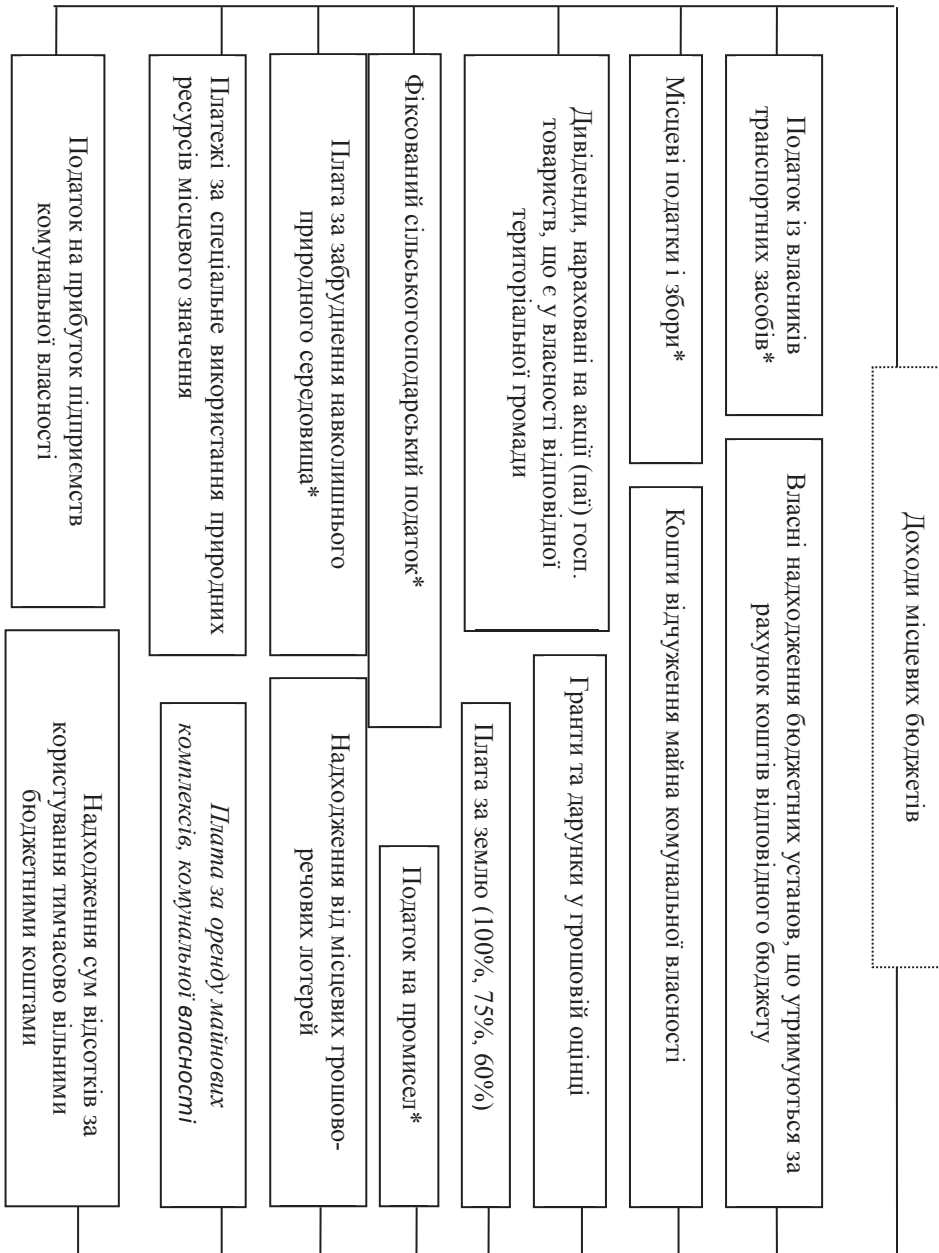 Доходи місцевих бюджетів
Податок із власників
транспортних засобів*
Власні надходження бюджетних установ, що утримуються за
рахунок коштів відповідного бюджету
Місцеві податки і збори*
Кошти відчуження майна комунальної власності
Дивіденди, нараховані на акції (паї) госп.
товариств, що є у власності відповідної
територіальної громади
Гранти та дарунки у грошовій оцінці
Плата за землю (100%, 75%, 60%)
Фіксований сільськогосподарський податок*
Податок на промисел*
Плата за забруднення навколишнього
природного середовища*
Надходження від місцевих грошово-
речових лотерей
Платежі за спеціальне використання природних
ресурсів місцевого значення
Плата за оренду майнових
комплексів, комунальної власності
Податок на прибуток підприємств
комунальної власності
Надходження сум відсотків за
користування тимчасово вільними
бюджетними коштами